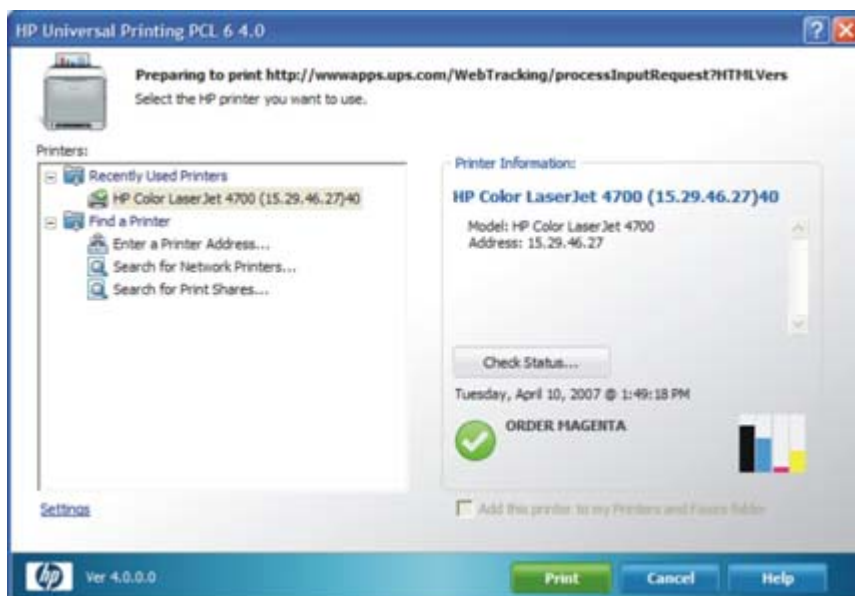 HP Universal Printing PCL 6 4.0
Preparing to print http://wwwapps.ups.com/WebTracking/processInputRequest?HTMLVers
Select the HP printer you want to use.
Printers:
Recently Used Printers
HP Color LaserJet 4700 (15.29.46.27)40
Find a Printer
Enter a Printer Address...
Search for Network Printers...
Search for Print Shares...
Settings
Printer Information:
HP Color LaserJet 4700 (15.29.46.27)40
Model: HP Color LaserJet 4700
Address: 15.29.46.27
Check Status...
Tuesday, April 10, 2007 @ 1:49:18 PM
ORDER MAGENTA
Add this printer to my Printers and Faxes folder
hp
Ver 4.0.0.0
Print
Cancel
Help